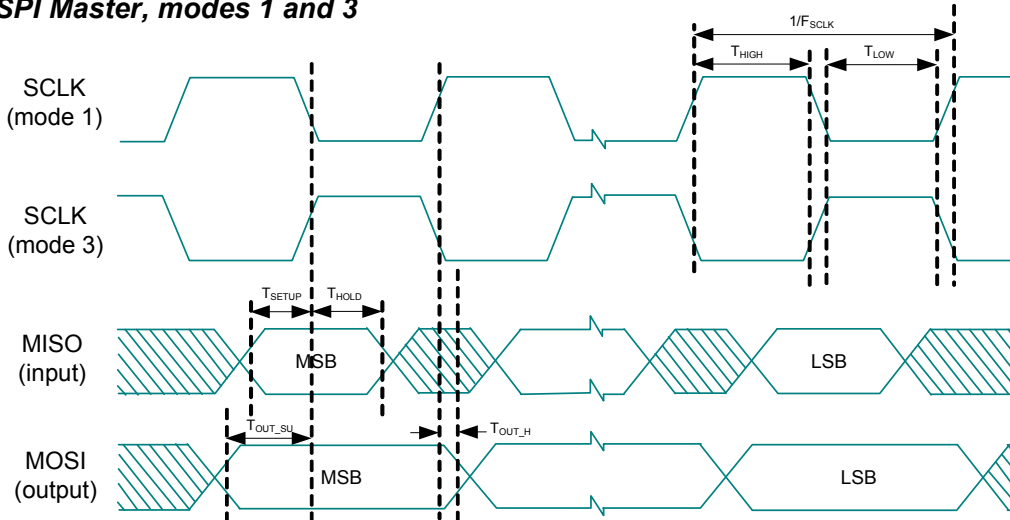 SPI Master, modes 1 and 3
1/FSCLK
THIGH
TLOW
SCLK
(mode 1)
SCLK
(mode 3)
TSETUP
THOLD
MISO
(input)
MSB
LSB
TOUT_SU
TOUT_H
MOSI
(output)
MSB
LSB